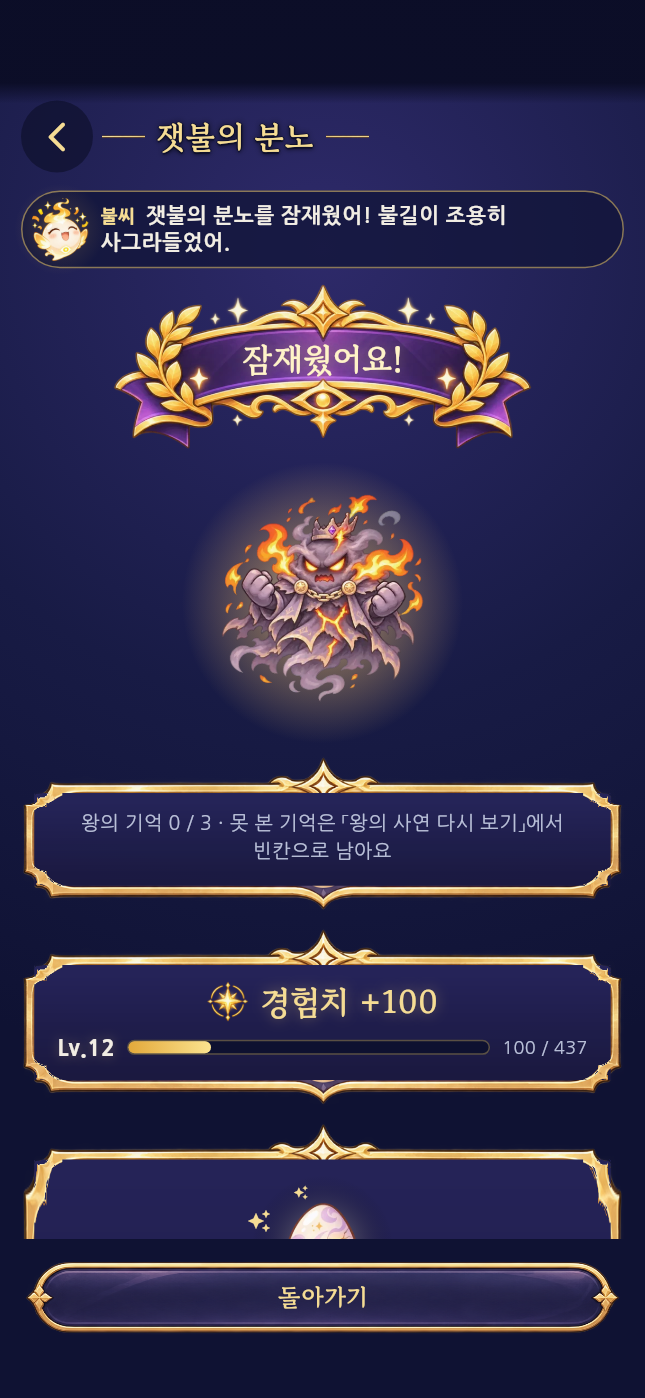 잿불의 분노
불씨 잿불의 분노를 잠재웠어! 불길이 조용히
사그라들었어.
잠재웠어요!
왕의 기억 0 / 3 · 못 본 기억은 「왕의 사연 다시 보기」에서
빈칸으로 남아요
경험치 +100
Lv.12 100 / 437
돌아가기